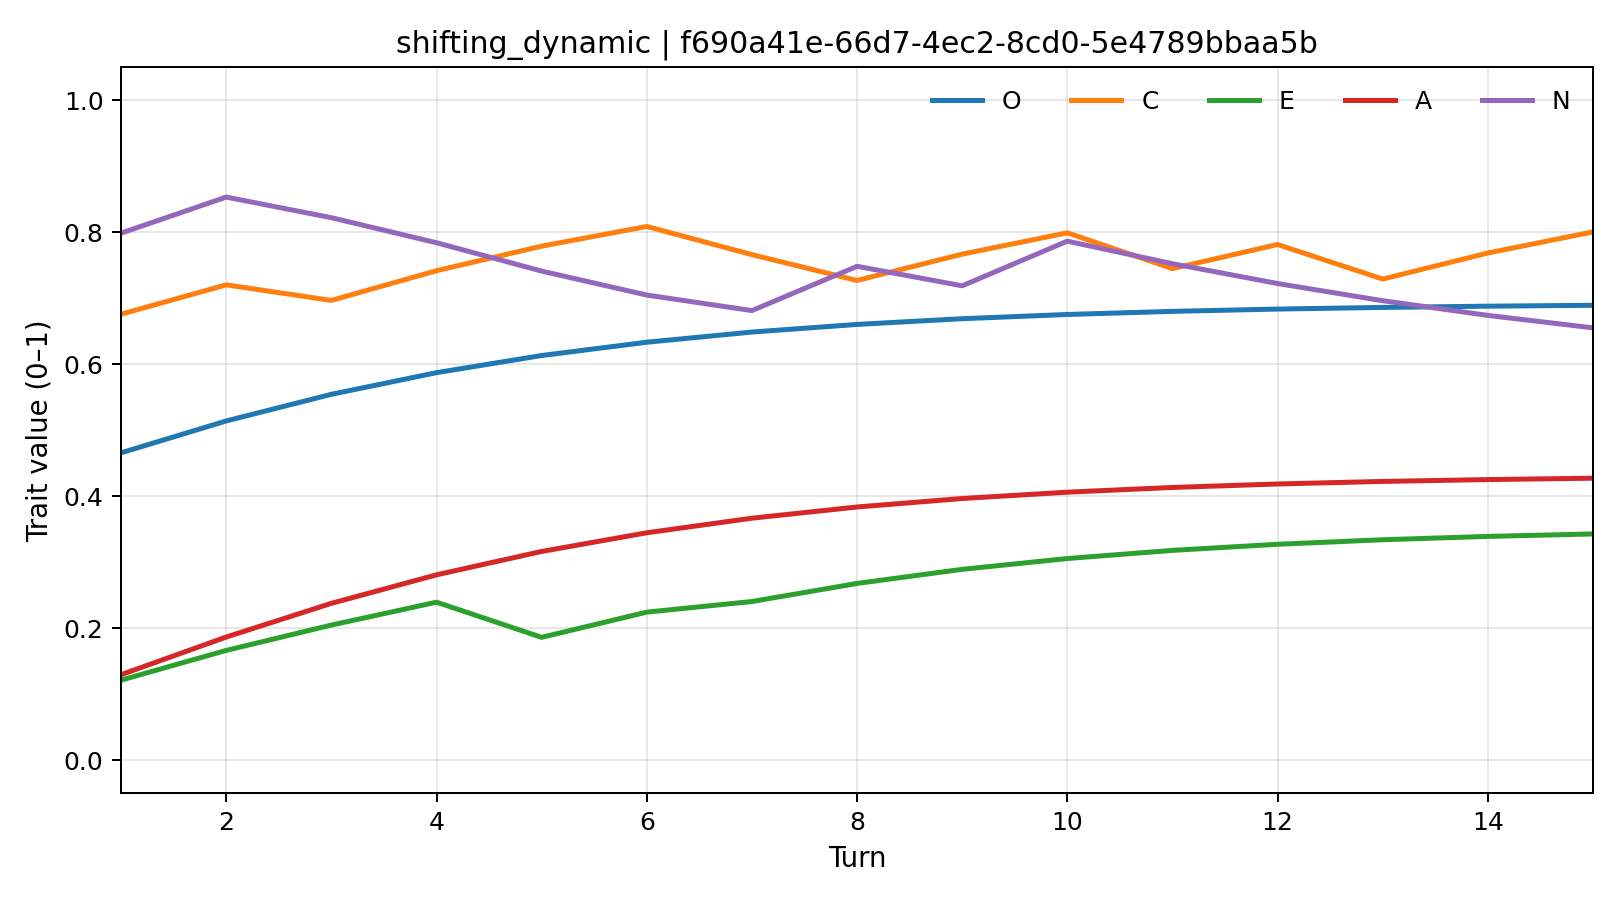 shifting_dynamic | f690a41e-66d7-4ec2-8cd0-5e4789bbaa5b
O C E A N
1.0
0.8
0.6
0.4
0.2
0.0
Trait value (0–1)
2 4 6 8 10 12 14
Turn